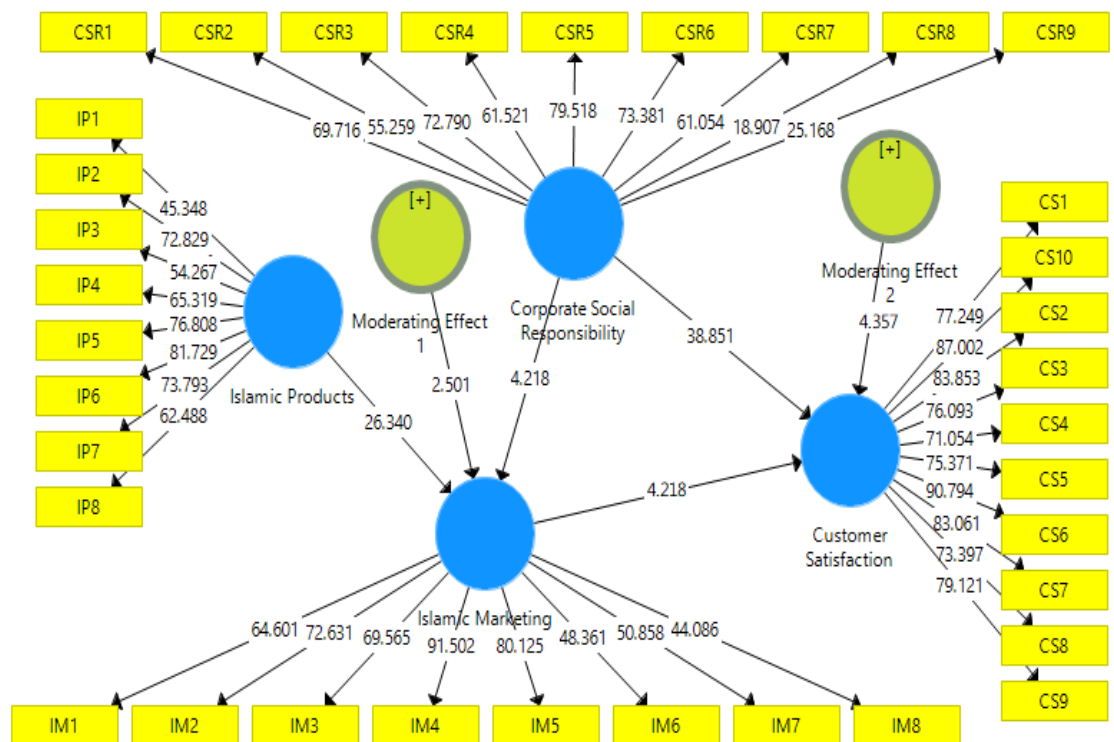 CSR1 CSR2 CSR3 CSR4 CSR5 CSR6 CSR7 CSR8 CSR9
69.716 55.259 72.790 61.521 79.518 73.381 61.054 18.907 25.168
IP1
IP2
IP3
IP4
IP5
IP6
IP7
IP8
45.348
72.829
54.267
65.319
76.808
81.729
73.793
62.488
Islamic Products
26.340
[+]
Moderating Effect
1
2.501
Corporate Social
Responsibility
4.218
38.851
[+]
Moderating Effect
2
4.357
CS1
CS10
CS2
CS3
CS4
CS5
CS6
CS7
CS8
CS9
77.249
87.002
83.853
76.093
71.054
75.371
90.794
83.061
73.397
79.121
4.218
Customer
Satisfaction
Islamic Marketing
64.601 72.631 69.565 91.502 80.125 48.361 50.858 44.086
IM1 IM2 IM3 IM4 IM5 IM6 IM7 IM8